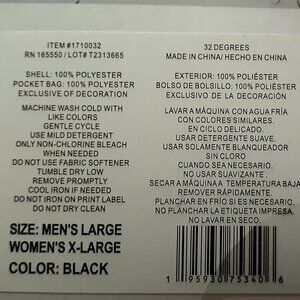 ITEM #1710032
RN 165550 / LOT# T2313665
SHELL: 100% POLYESTER
POCKET BAG: 100% POLYESTER
EXCLUSIVE OF DECORATION
MACHINE WASH COLD WITH
LIKE COLORS
GENTLE CYCLE
USE MILD DETERGENT
ONLY NON-CHLORINE BLEACH
WHEN NEEDED
DO NOT USE FABRIC SOFTENER
TUMBLE DRY LOW
REMOVE PROMPTLY
COOL IRON IF NEEDED
DO NOT IRON ON PRINT LABEL
DO NOT DRY CLEAN
SIZE: MEN'S LARGE
WOMEN'S X-LARGE
COLOR: BLACK
32 DEGREES
MADE IN CHINA/ HECHO EN CHINA
EXTERIOR: 100% POLIÉSTER
BOLSO DE BOLSILLO: 100% POLIÉSTER
EXCLUSIVO DE LA DECORACIÓN
LAVAR A MÁQUINA CON AGUA FRÍA
CON COLORES SIMILARES.
EN CICLO DELICADO.
USAR DETERGENTE SUAVE.
USAR SOLAMENTE BLANQUEADOR
SIN CLORO
CUANDO SEA NECESARIO.
NO USAR SUAVIZANTE.
SECAR A MÁQUINA A TEMPERATURA BAJA
REMOVER RÁPIDAMENTE.
PLANCHAR EN FRÍO SI ES NECESARIO.
NO PLANCHAR LA ETIQUETA IMPRESA.
NO LAVAR EN SECO.
1 95930 75340 6